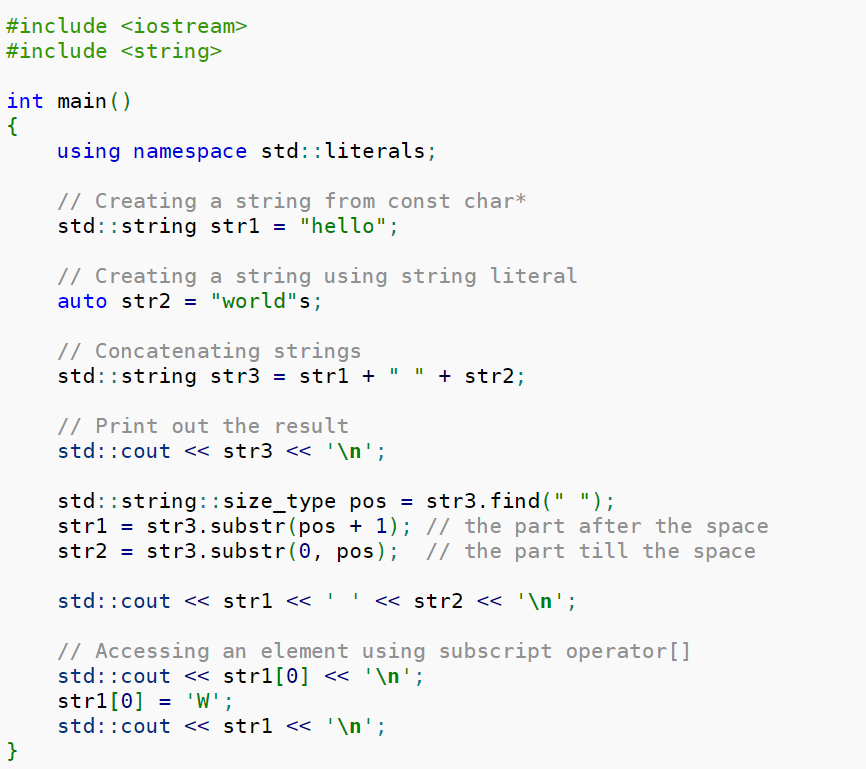 #include <iostream>
#include <string>

int main()
{
    using namespace std::literals;

    // Creating a string from const char*
    std::string str1 = "hello";

    // Creating a string using string literal
    auto str2 = "world"s;

    // Concatenating strings
    std::string str3 = str1 + " " + str2;

    // Print out the result
    std::cout << str3 << '\n';

    std::string::size_type pos = str3.find(" ");
    str1 = str3.substr(pos + 1); // the part after the space
    str2 = str3.substr(0, pos);  // the part till the space

    std::cout << str1 << ' ' << str2 << '\n';

    // Accessing an element using subscript operator[]
    std::cout << str1[0] << '\n';
    str1[0] = 'W';
    std::cout << str1 << '\n';
}